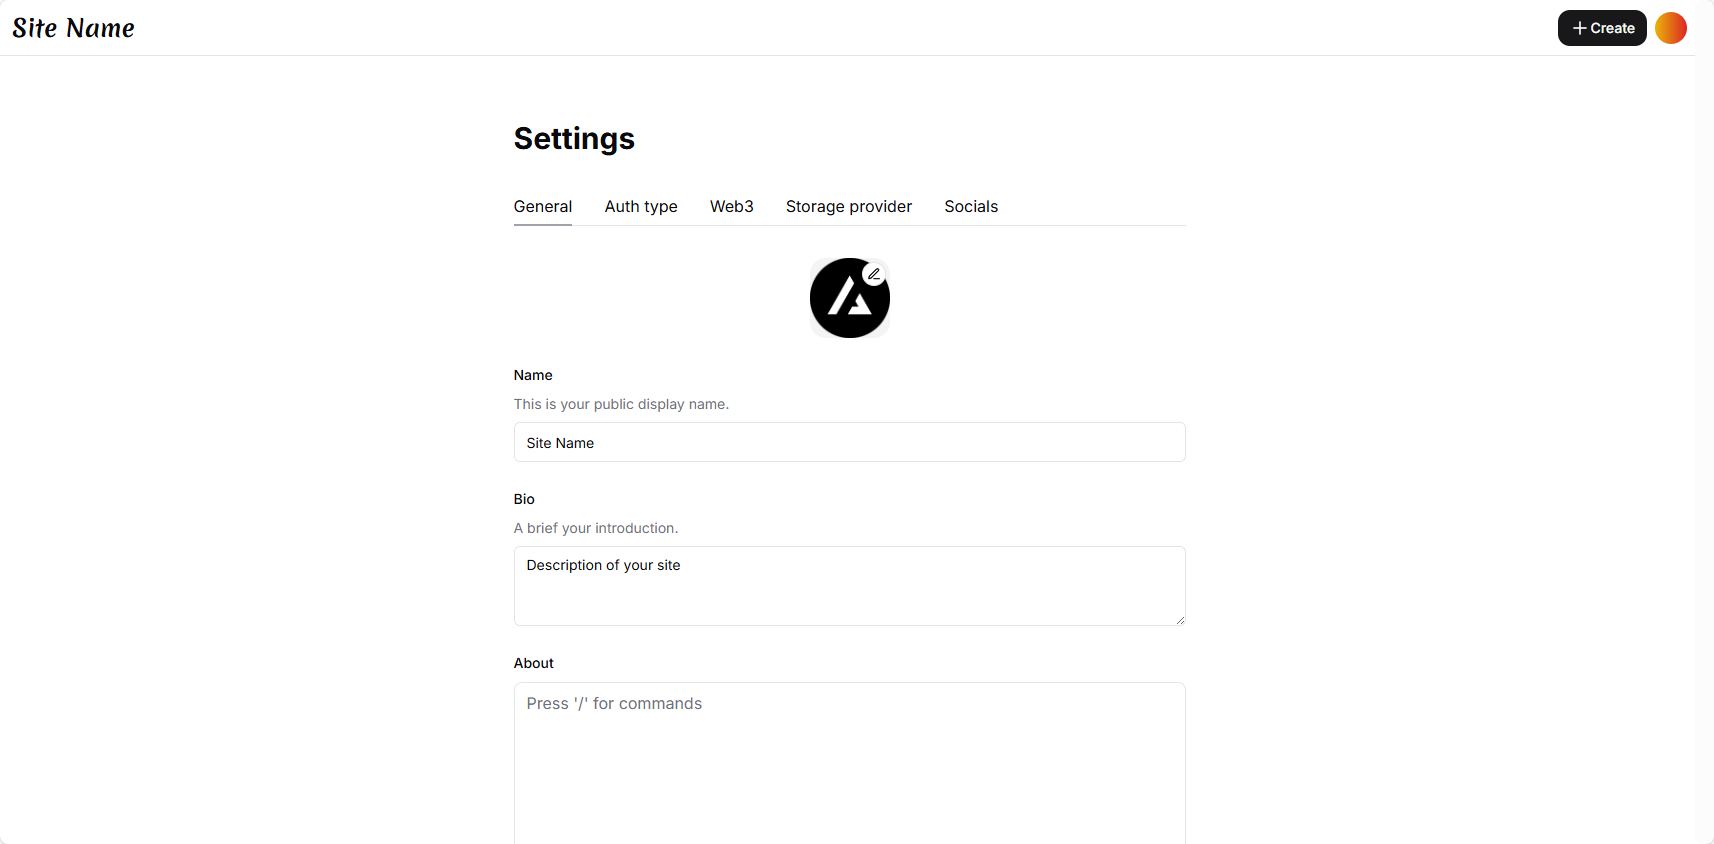 Site Name
Create
Settings
General Auth type Web3 Storage provider Socials
Name
This is your public display name.
Site Name
Bio
A brief your introduction.
Description of your site
About
Press '/' for commands